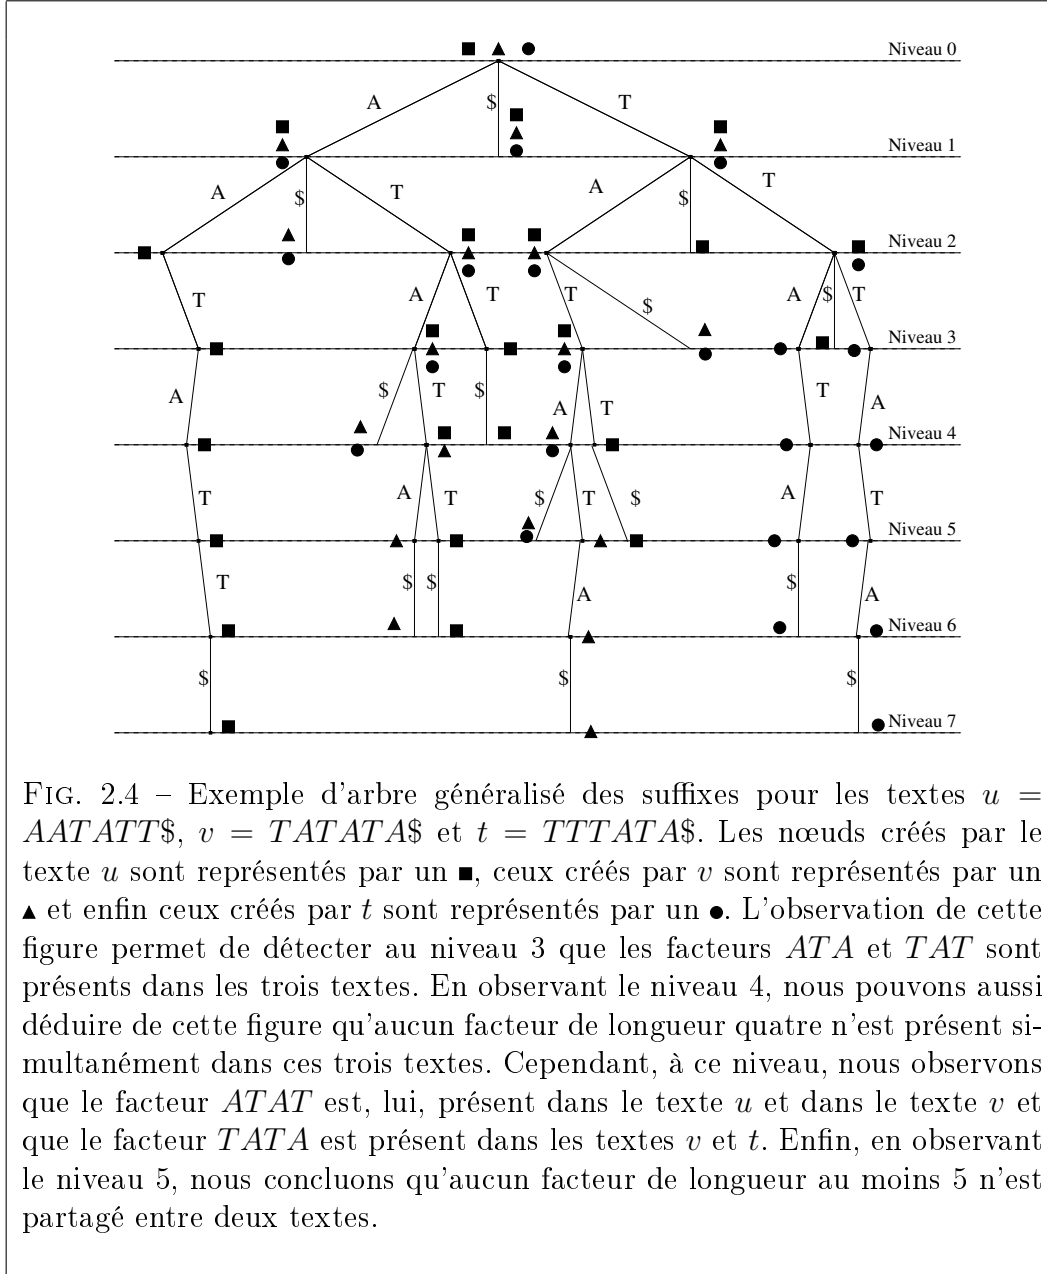 Niveau 0
A $ T
Niveau 1
A $ T A $ T
Niveau 2
T A T T $ A $ T
Niveau 3
A $ T $ A T T A
Niveau 4
T A T $ T $ A T
Niveau 5
T $ $ A $ A
Niveau 6
$ $ $
Niveau 7
FIG. 2.4 – Exemple d'arbre généralisé des suffixes pour les textes u =
AATATT$, v = TATATA$ et t = TTTATA$. Les nœuds créés par le
texte u sont représentés par un ■, ceux créés par v sont représentés par un
▲ et enfin ceux créés par t sont représentés par un ●. L'observation de cette
figure permet de détecter au niveau 3 que les facteurs ATA et TAT sont
présents dans les trois textes. En observant le niveau 4, nous pouvons aussi
déduire de cette figure qu'aucun facteur de longueur quatre n'est présent si-
multanément dans ces trois textes. Cependant, à ce niveau, nous observons
que le facteur ATAT est, lui, présent dans le texte u et dans le texte v et
que le facteur TATA est présent dans les textes v et t. Enfin, en observant
le niveau 5, nous concluons qu'aucun facteur de longueur au moins 5 n'est
partagé entre deux textes.